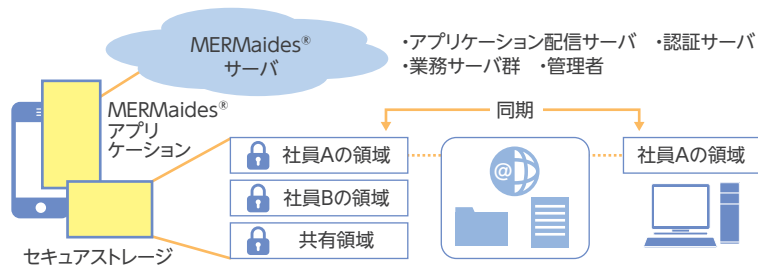 MERMaides®
サーバ
・アプリケーション配信サーバ ・認証サーバ
・業務サーバ群 ・管理者
MERMaides®
アプリ
ケーション
同期
社員Aの領域
@
社員Aの領域
社員Bの領域
共有領域
セキュアストレージ